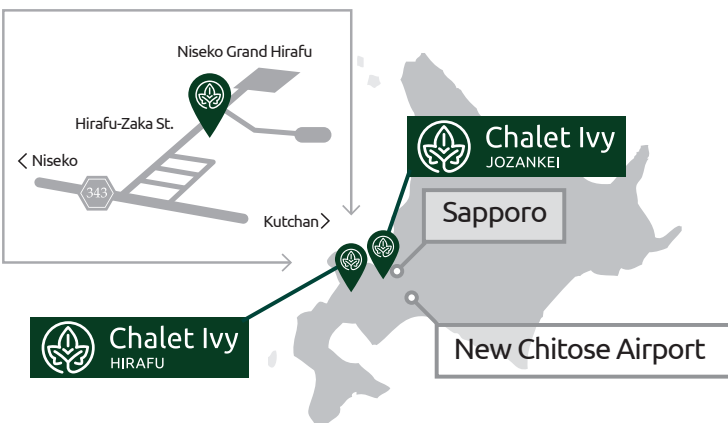 Niseko Grand Hirafu
Hirafu-Zaka St.
< Niseko
343
Kutchan >
Chalet Ivy
JOZANKEI
Sapporo
Chalet Ivy
HIRAFU
New Chitose Airport